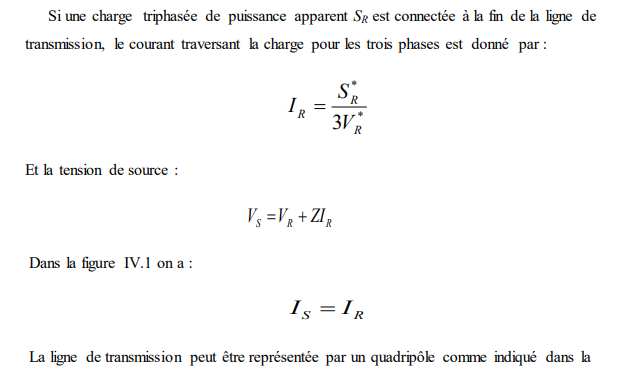 Si une charge triphasée de puissance apparent S_R est connectée à la fin de la ligne de
transmission, le courant traversant la charge pour les trois phases est donné par :
I_R = S_R^* / 3V_R^*
Et la tension de source :
V_S = V_R + ZI_R
Dans la figure IV.1 on a :
I_S = I_R
La ligne de transmission peut être représentée par un quadripôle comme indiqué dans la